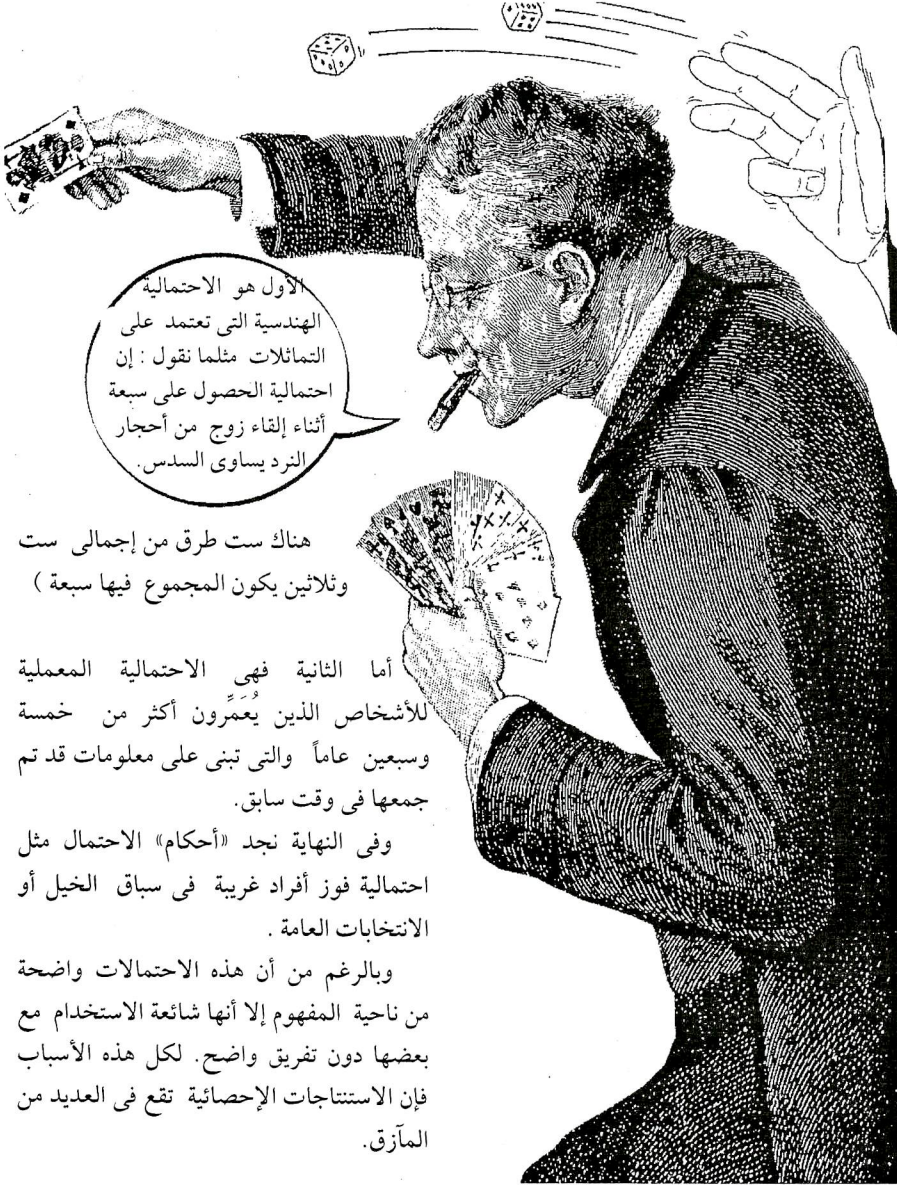 الأول هو الاحتمالية
الهندسية التى تعتمد على
التماثلات مثلما نقول : إن
احتمالية الحصول على سبعة
أثناء إلقاء زوج من أحجار
النرد يساوى السدس.
هناك ست طرق من إجمالى ست
وثلاثين يكون المجموع فيها سبعة )
أما الثانية فهى الاحتمالية المعملية
للأشخاص الذين يُعَمِّرون أكثر من خمسة
وسبعين عاماً والتى تبنى على معلومات قد تم
جمعها فى وقت سابق.
وفى النهاية نجد «أحكام» الاحتمال مثل
احتمالية فوز أفراد غريبة فى سباق الخيل أو
الانتخابات العامة .
وبالرغم من أن هذه الاحتمالات واضحة
من ناحية المفهوم إلا أنها شائعة الاستخدام مع
بعضها دون تفريق واضح. لكل هذه الأسباب
فإن الاستنتاجات الإحصائية تقع فى العديد من
المآزق.